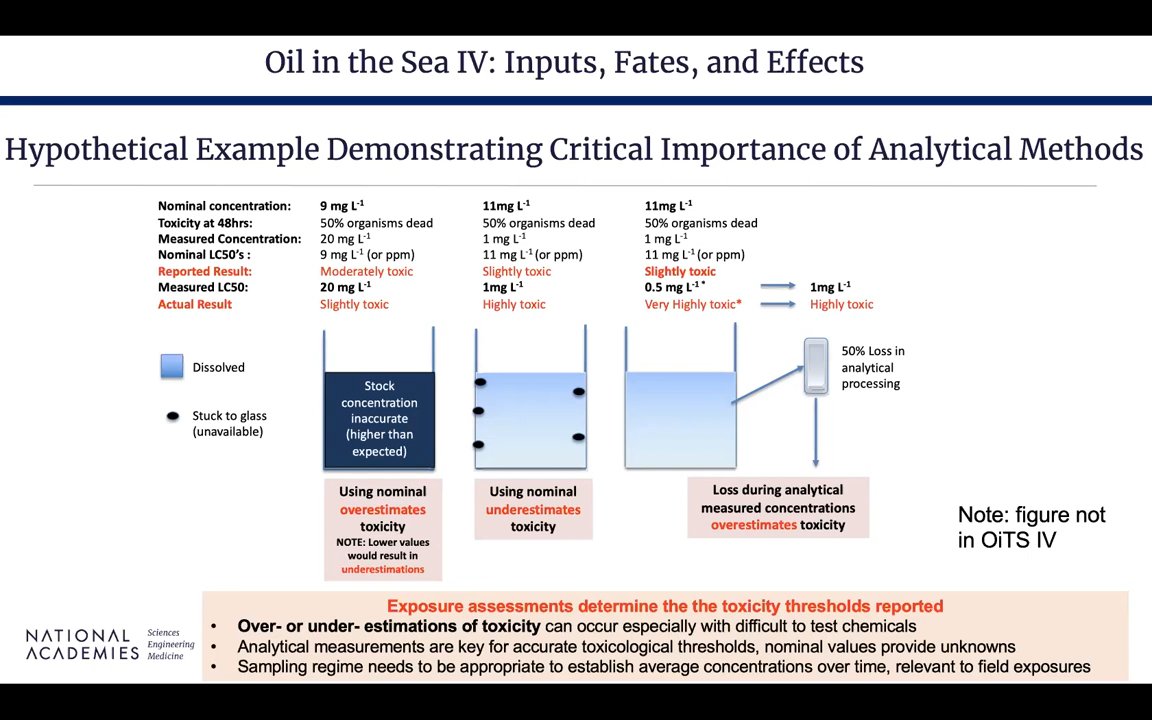 Oil in the Sea IV: Inputs, Fates, and Effects
Hypothetical Example Demonstrating Critical Importance of Analytical Methods
Nominal concentration: 9 mg L⁻¹ 11mg L⁻¹ 11mg L⁻¹
Toxicity at 48hrs: 50% organisms dead 50% organisms dead 50% organisms dead
Measured Concentration: 20 mg L⁻¹ 1 mg L⁻¹ 1 mg L⁻¹
Nominal LC50's : 9 mg L⁻¹ (or ppm) 11 mg L⁻¹ (or ppm) 11 mg L⁻¹ (or ppm)
Reported Result: Moderately toxic Slightly toxic Slightly toxic
Measured LC50: 20 mg L⁻¹ 1mg L⁻¹ 0.5 mg L⁻¹ * 1mg L⁻¹
Actual Result Slightly toxic Highly toxic Very Highly toxic* Highly toxic
Dissolved
Stuck to glass
(unavailable)
Stock
concentration
inaccurate
(higher than
expected)
50% Loss in
analytical
processing
Using nominal
overestimates
toxicity
NOTE: Lower values
would result in
underestimations
Using nominal
underestimates
toxicity
Loss during analytical
measured concentrations
overestimates toxicity
Note: figure not
in OiTS IV
Exposure assessments determine the the toxicity thresholds reported
• Over- or under- estimations of toxicity can occur especially with difficult to test chemicals
• Analytical measurements are key for accurate toxicological thresholds, nominal values provide unknowns
• Sampling regime needs to be appropriate to establish average concentrations over time, relevant to field exposures
NATIONAL
ACADEMIES
Sciences
Engineering
Medicine